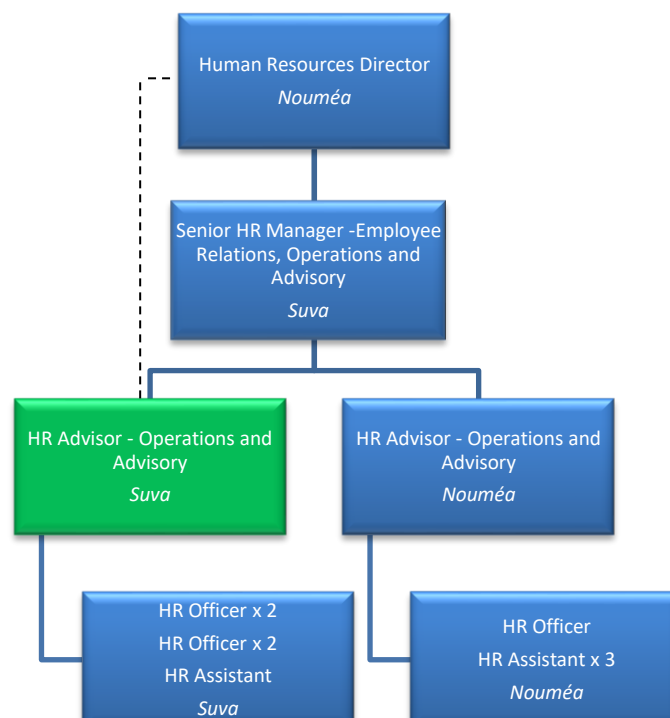 Human Resources Director
Nouméa
Senior HR Manager -Employee
Relations, Operations and
Advisory
Suva
HR Advisor - Operations and
Advisory
Suva
HR Advisor - Operations and
Advisory
Nouméa
HR Officer x 2
HR Officer x 2
HR Assistant
Suva
HR Officer
HR Assistant x 3
Nouméa